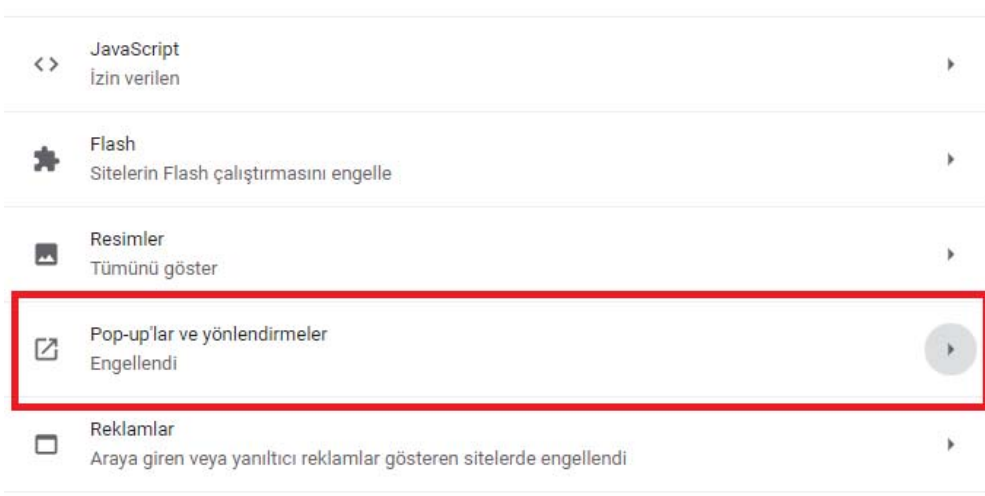 JavaScript
İzin verilen
Flash
Sitelerin Flash çalıştırmasını engelle
Resimler
Tümünü göster
Pop-up'lar ve yönlendirmeler
Engellendi
Reklamlar
Araya giren veya yanıltıcı reklamlar gösteren sitelerde engellendi